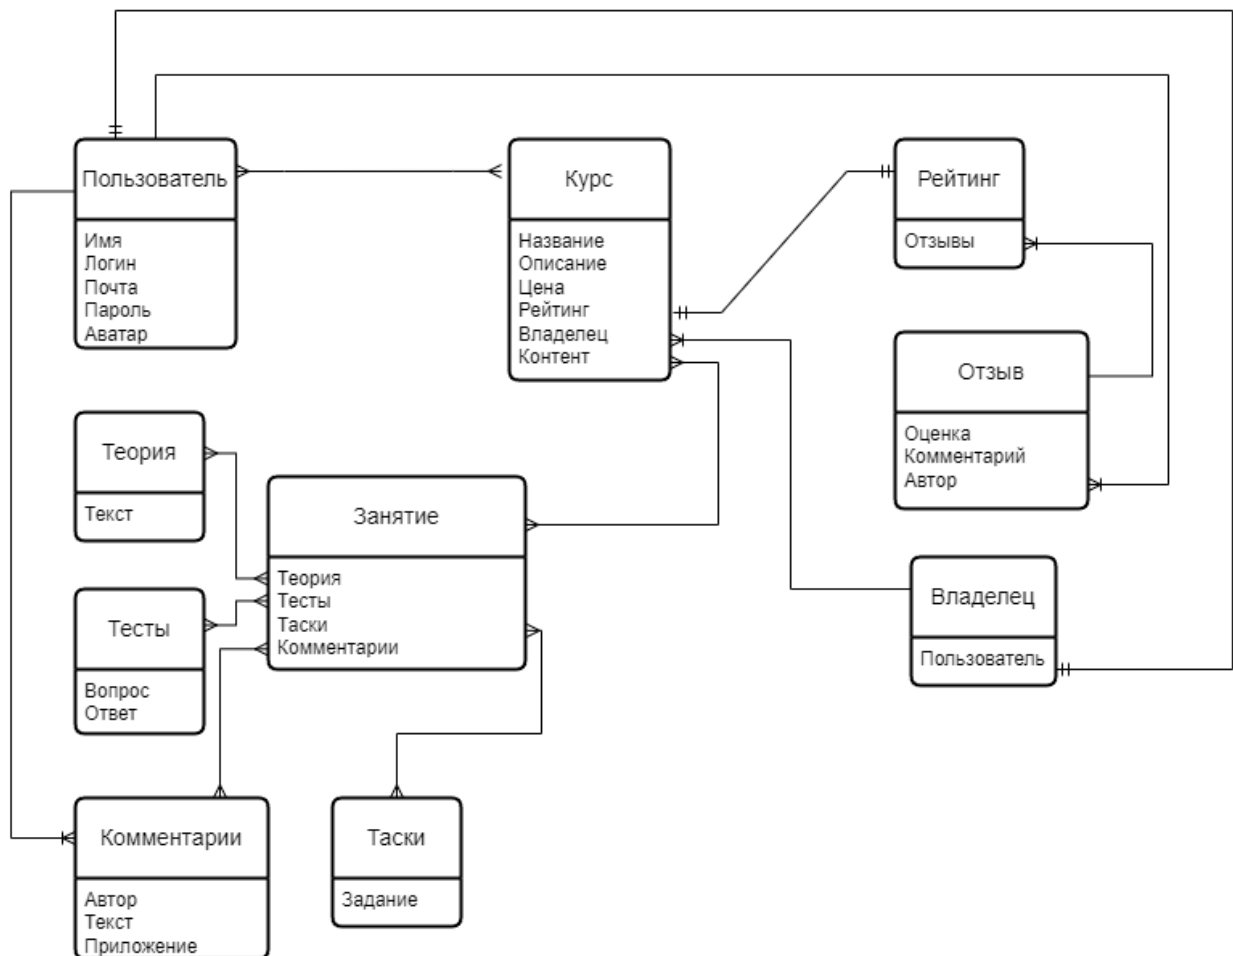 Пользователь
Имя
Логин
Почта
Пароль
Аватар
Курс
Название
Описание
Цена
Рейтинг
Владелец
Контент
Рейтинг
Отзывы
Отзыв
Оценка
Комментарий
Автор
Теория
Текст
Занятие
Теория
Тесты
Таски
Комментарии
Владелец
Пользователь
Тесты
Вопрос
Ответ
Комментарии
Автор
Текст
Приложение
Таски
Задание